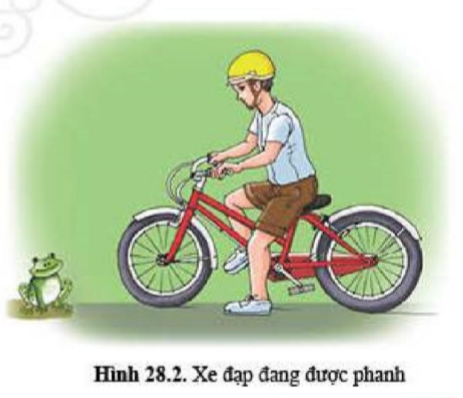 Hình 28.2. Xe đạp đang được phanh